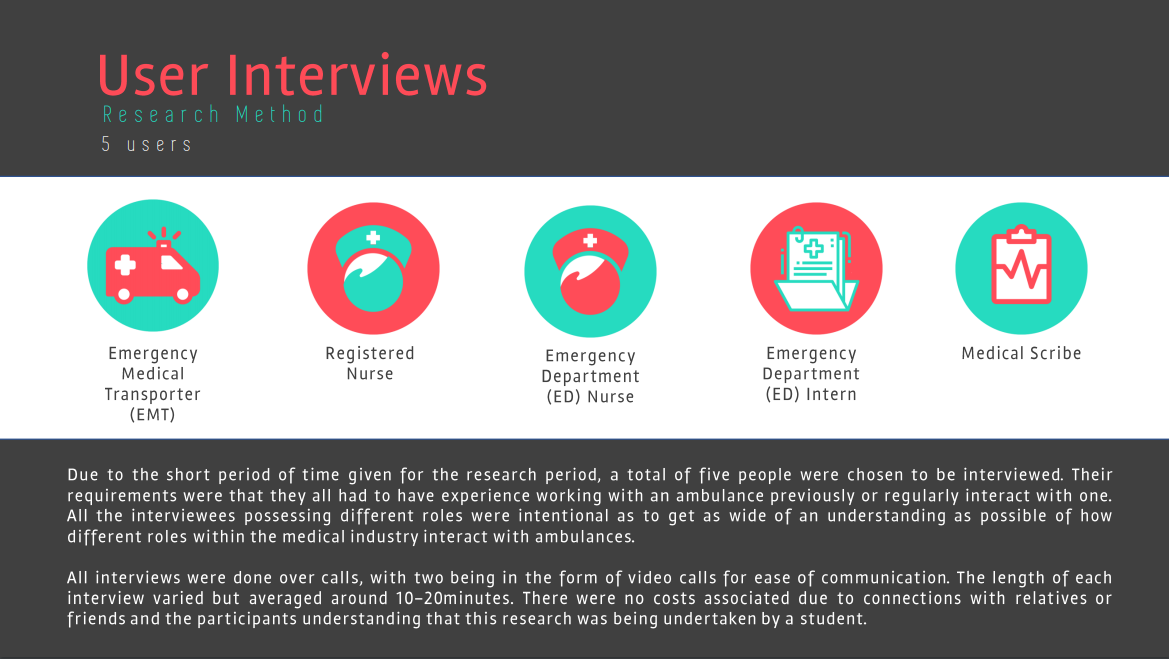 User Interviews
Research Method
5 users
Emergency
Medical
Transporter
(EMT)
Registered
Nurse
Emergency
Department
(ED) Nurse
Emergency
Department
(ED) Intern
Medical Scribe
Due to the short period of time given for the research period, a total of five people were chosen to be interviewed. Their
requirements were that they all had to have experience working with an ambulance previously or regularly interact with one.
All the interviewees possessing different roles were intentional as to get as wide of an understanding as possible of how
different roles within the medical industry interact with ambulances.
All interviews were done over calls, with two being in the form of video calls for ease of communication. The length of each
interview varied but averaged around 10–20minutes. There were no costs associated due to connections with relatives or
friends and the participants understanding that this research was being undertaken by a student.